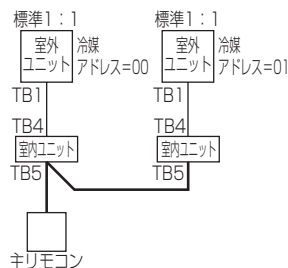 標準1：1
室外
ユニット
冷媒
アドレス=00
TB1
TB4
室内ユニット
TB5
標準1：1
室外
ユニット
冷媒
アドレス=01
TB1
TB4
室内ユニット
TB5
主リモコン